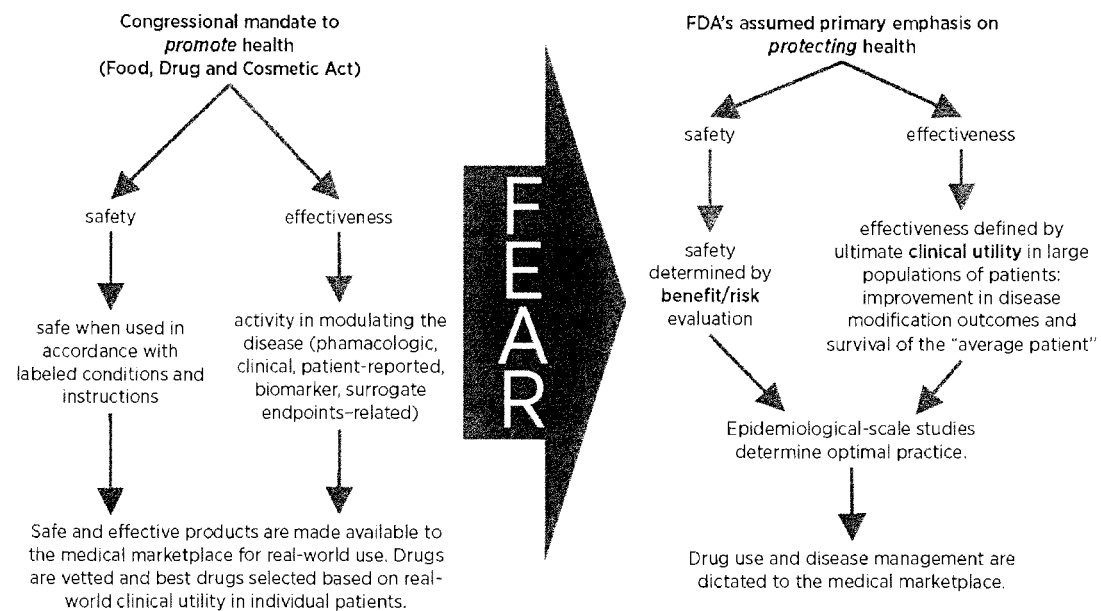 Congressional mandate to
promote health
(Food, Drug and Cosmetic Act)
safety
effectiveness
safe when used in
accordance with
labeled conditions and
instructions
activity in modulating the
disease (phamacologic,
clinical, patient-reported,
biomarker, surrogate
endpoints–related)
Safe and effective products are made available to
the medical marketplace for real-world use. Drugs
are vetted and best drugs selected based on real-
world clinical utility in individual patients.
FEAR
FDA's assumed primary emphasis on
protecting health
safety
effectiveness
safety
determined by
benefit/risk
evaluation
effectiveness defined by
ultimate clinical utility in large
populations of patients:
improvement in disease
modification outcomes and
survival of the “average patient”
Epidemiological-scale studies
determine optimal practice.
Drug use and disease management are
dictated to the medical marketplace.